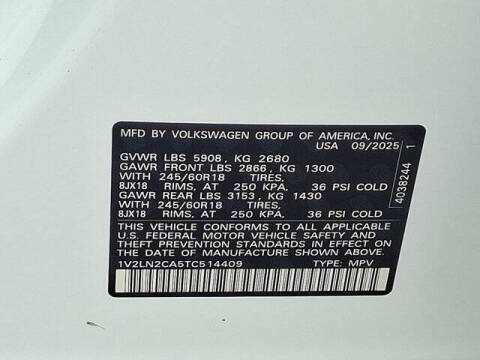 MFD BY VOLKSWAGEN GROUP OF AMERICA, INC.
USA 09/2025
GVWR LBS 5908, KG 2680
GAWR FRONT LBS 2866, KG 1300
WITH 245/60R18 TIRES,
8JX18 RIMS, AT 250 KPA, 36 PSI COLD
GAWR REAR LBS 3153, KG 1430
WITH 245/60R18 TIRES,
8JX18 RIMS, AT 250 KPA, 36 PSI COLD
THIS VEHICLE CONFORMS TO ALL APPLICABLE
U.S. FEDERAL MOTOR VEHICLE SAFETY, BUMPER,
AND THEFT PREVENTION STANDARDS IN EFFECT
ON THE DATE OF MANUFACTURE SHOWN ABOVE.
1V2LN2CA5TC514409 TYPE: MPV
4038244 1